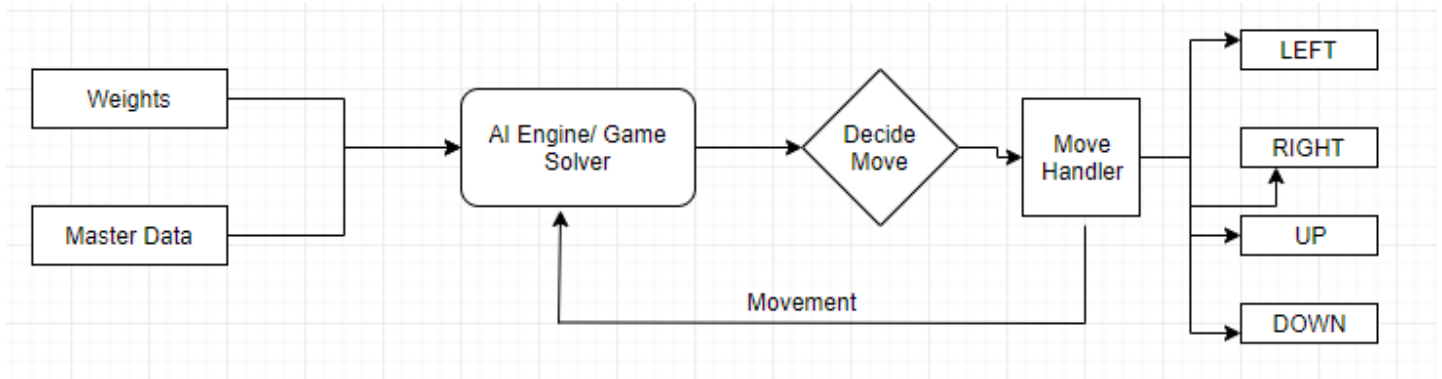 Weights
Master Data
AI Engine/ Game
Solver
Decide
Move
Move
Handler
LEFT
RIGHT
UP
DOWN
Movement